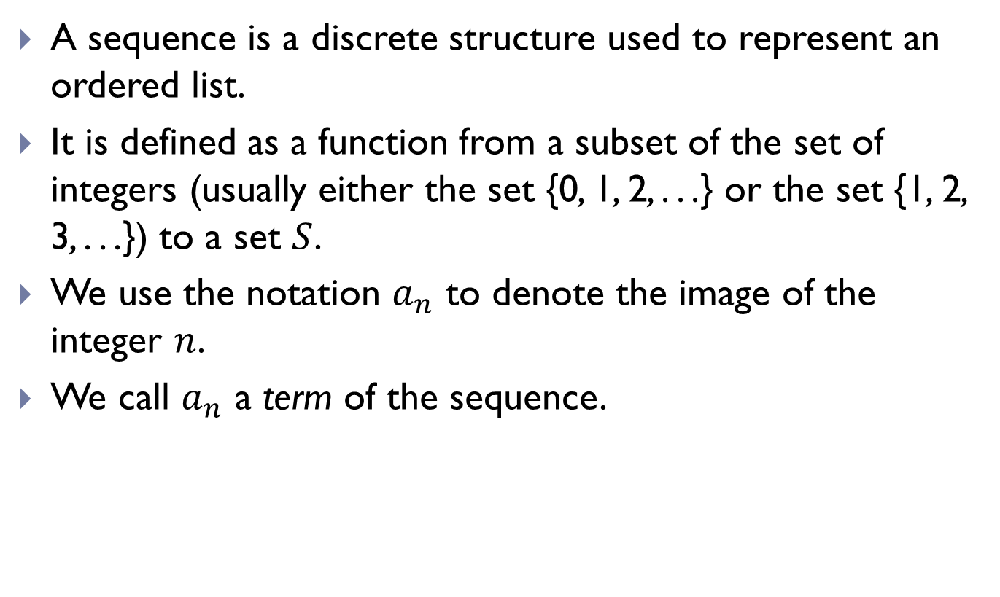 A sequence is a discrete structure used to represent an
ordered list.
It is defined as a function from a subset of the set of
integers (usually either the set {0, 1, 2, . . .} or the set {1, 2,
3, . . .}) to a set S.
We use the notation aₙ to denote the image of the
integer n.
We call aₙ a term of the sequence.